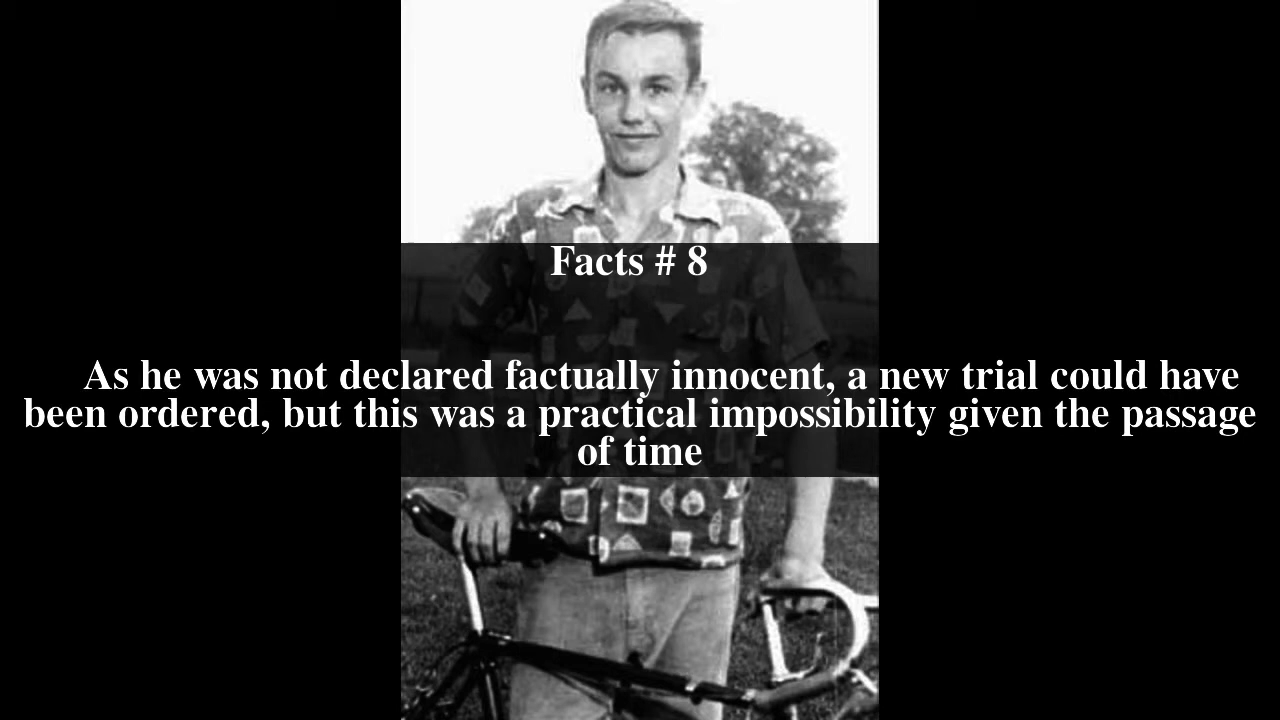 Facts # 8
As he was not declared factually innocent, a new trial could have
been ordered, but this was a practical impossibility given the passage
of time